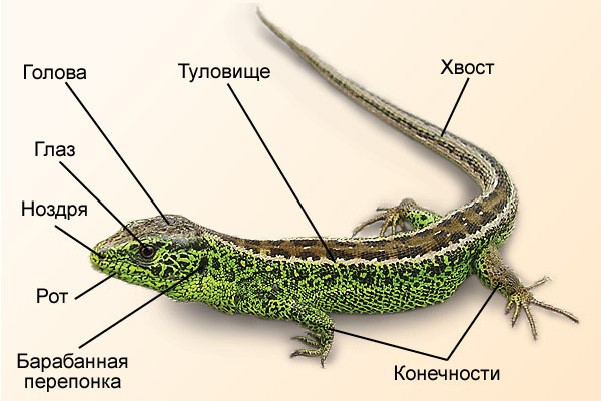 Голова
Туловище
Хвост
Глаз
Ноздря
Рот
Барабанная
перепонка
Конечности